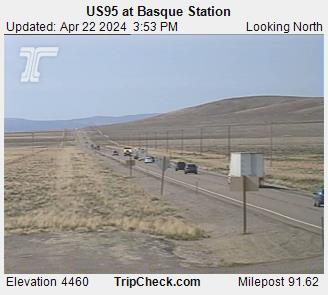 US95 at Basque Station
Updated: Apr 22 2024 3:53 PM Looking North
Elevation 4460 TripCheck.com Milepost 91.62